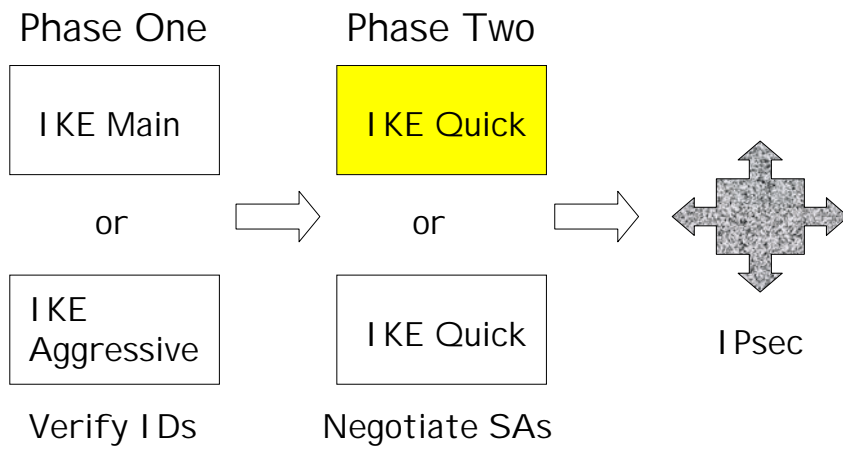 Phase One
Phase Two
IKE Main
IKE Quick
or
or
IKE
Aggressive
IKE Quick
IPsec
Verify IDs
Negotiate SAs